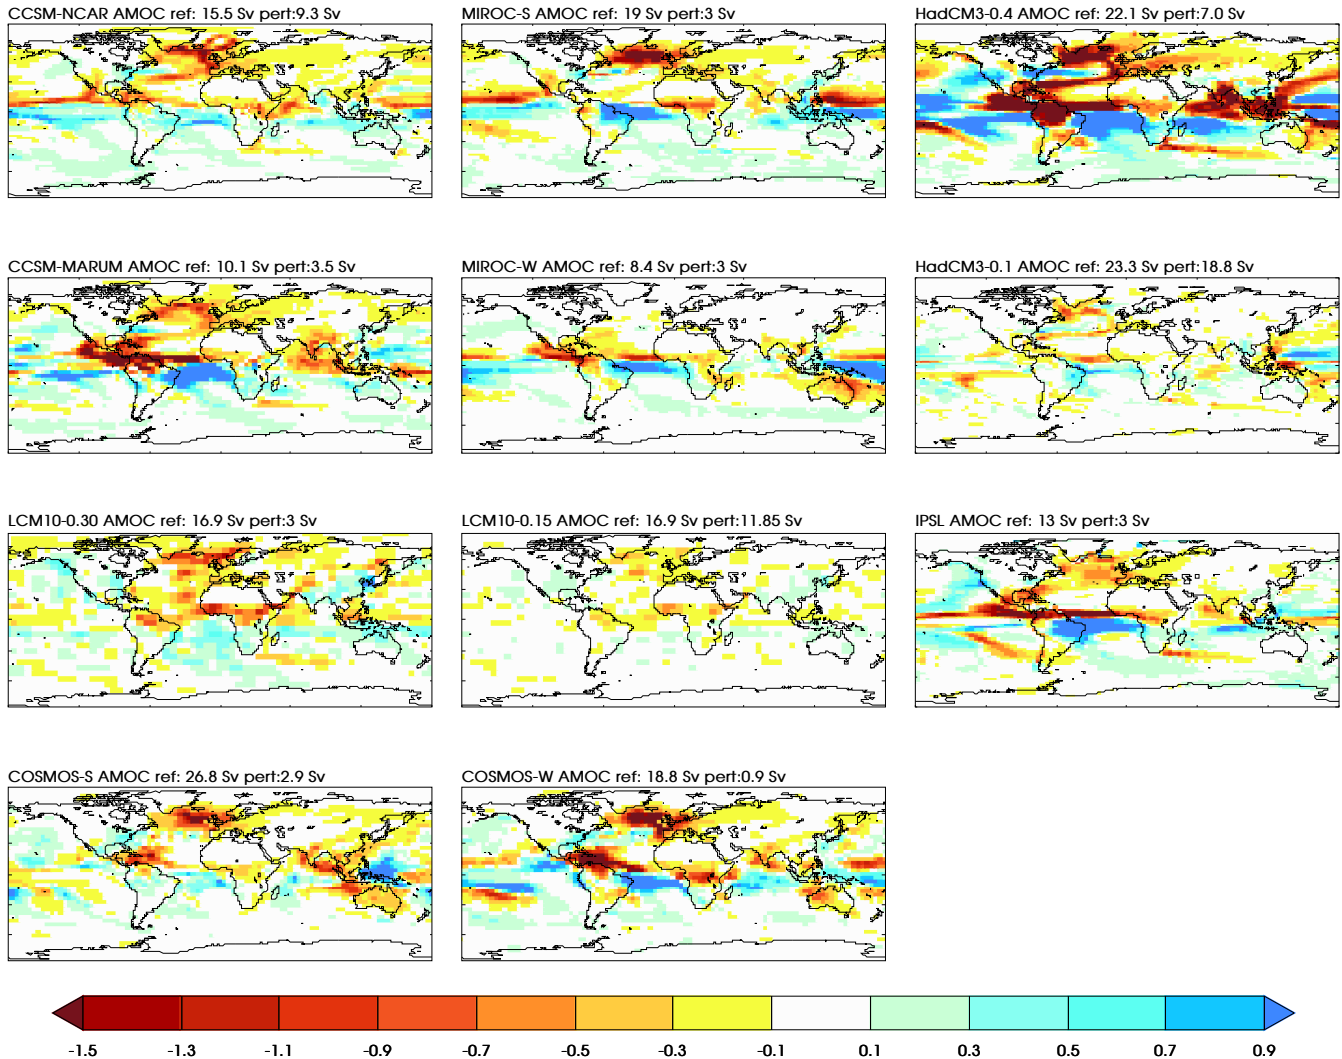 CCSM-NCAR AMOC ref: 15.5 Sv pert:9.3 Sv
MIROC-S AMOC ref: 19 Sv pert:3 Sv
HadCM3-0.4 AMOC ref: 22.1 Sv pert:7.0 Sv
CCSM-MARUM AMOC ref: 10.1 Sv pert:3.5 Sv
MIROC-W AMOC ref: 8.4 Sv pert:3 Sv
HadCM3-0.1 AMOC ref: 23.3 Sv pert:18.8 Sv
LCM10-0.30 AMOC ref: 16.9 Sv pert:3 Sv
LCM10-0.15 AMOC ref: 16.9 Sv pert:11.85 Sv
IPSL AMOC ref: 13 Sv pert:3 Sv
COSMOS-S AMOC ref: 26.8 Sv pert:2.9 Sv
COSMOS-W AMOC ref: 18.8 Sv pert:0.9 Sv
-1.5 -1.3 -1.1 -0.9 -0.7 -0.5 -0.3 -0.1 0.1 0.3 0.5 0.7 0.9